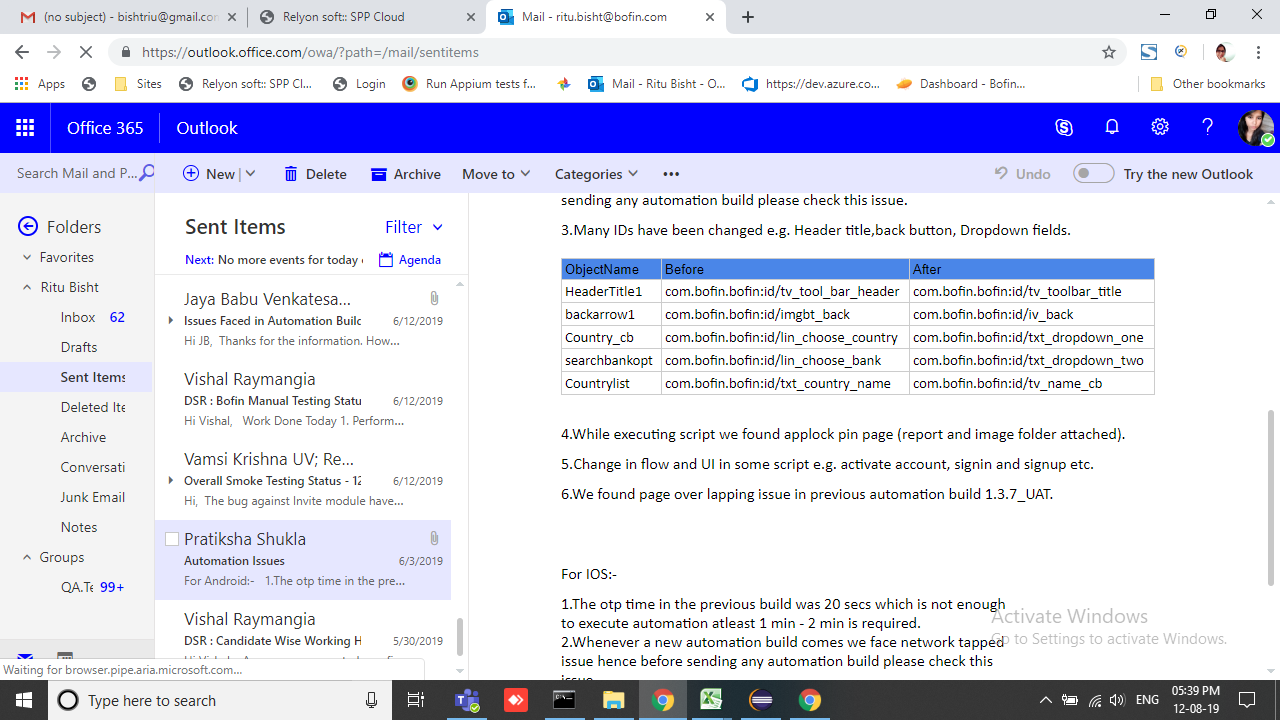 (no subject) - bishtriu@gmail.con
Relyon soft:: SPP Cloud
Mail - ritu.bisht@bofin.com
https://outlook.office.com/owa/?path=/mail/sentitems
Apps
Sites
Relyon soft:: SPP Cl...
Login
Run Appium tests f...
Mail - Ritu Bisht - O...
https://dev.azure.co...
Dashboard - Bofin...
Other bookmarks
Office 365
Outlook
Search Mail and P...
New
Delete
Archive
Move to
Categories
Undo
Try the new Outlook
Folders
Favorites
Ritu Bisht
Inbox 62
Drafts
Sent Items
Deleted Ite
Archive
Conversati
Junk Email
Notes
Groups
QA.Te 99+
Sent Items
Filter
Next: No more events for today
Agenda
Jaya Babu Venkatesa...
Issues Faced in Automation Builc 6/12/2019
Hi JB, Thanks for the information. How...
Vishal Raymangia
DSR : Bofin Manual Testing Statu 6/12/2019
Hi Vishal, Work Done Today 1. Perform...
Vamsi Krishna UV; Re...
Overall Smoke Testing Status - 12 6/12/2019
Hi, The bug against Invite module have...
Pratiksha Shukla
Automation Issues 6/3/2019
For Android:- 1.The otp time in the pre...
Vishal Raymangia
DSR : Candidate Wise Working H 5/30/2019
sending any automation build please check this issue.
3.Many IDs have been changed e.g. Header title,back button, Dropdown fields.
ObjectName Before After
HeaderTitle1 com.bofin.bofin:id/tv_tool_bar_header com.bofin.bofin:id/tv_toolbar_title
backarrow1 com.bofin.bofin:id/imgbt_back com.bofin.bofin:id/iv_back
Country_cb com.bofin.bofin:id/lin_choose_country com.bofin.bofin:id/txt_dropdown_one
searchbankopt com.bofin.bofin:id/lin_choose_bank com.bofin.bofin:id/txt_dropdown_two
Countrylist com.bofin.bofin:id/txt_country_name com.bofin.bofin:id/tv_name_cb
4.While executing script we found applock pin page (report and image folder attached).
5.Change in flow and UI in some script e.g. activate account, signin and signup etc.
6.We found page over lapping issue in previous automation build 1.3.7_UAT.
For IOS:-
1.The otp time in the previous build was 20 secs which is not enough
to execute automation atleast 1 min - 2 min is required.
2.Whenever a new automation build comes we face network tapped
issue hence before sending any automation build please check this
issue
Activate Windows
Go to Settings to activate Windows.
Waiting for browser.pipe.aria.microsoft.com...
Type here to search
ENG
05:39 PM
12-08-19